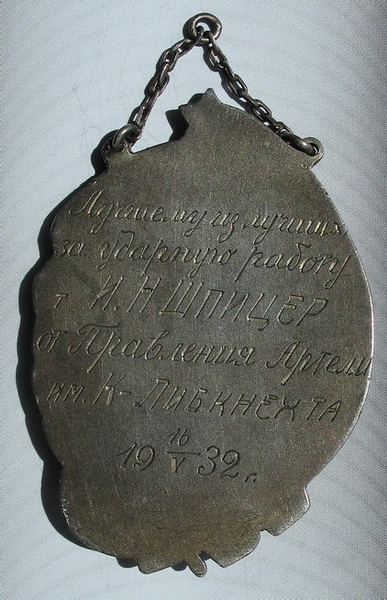 Лучшему из лучших
за ударную работу
т И. Н ШПИЦЕР
от Правления Артели
им. К-ЛИБКНЕХТА
19 16/V 32 г.